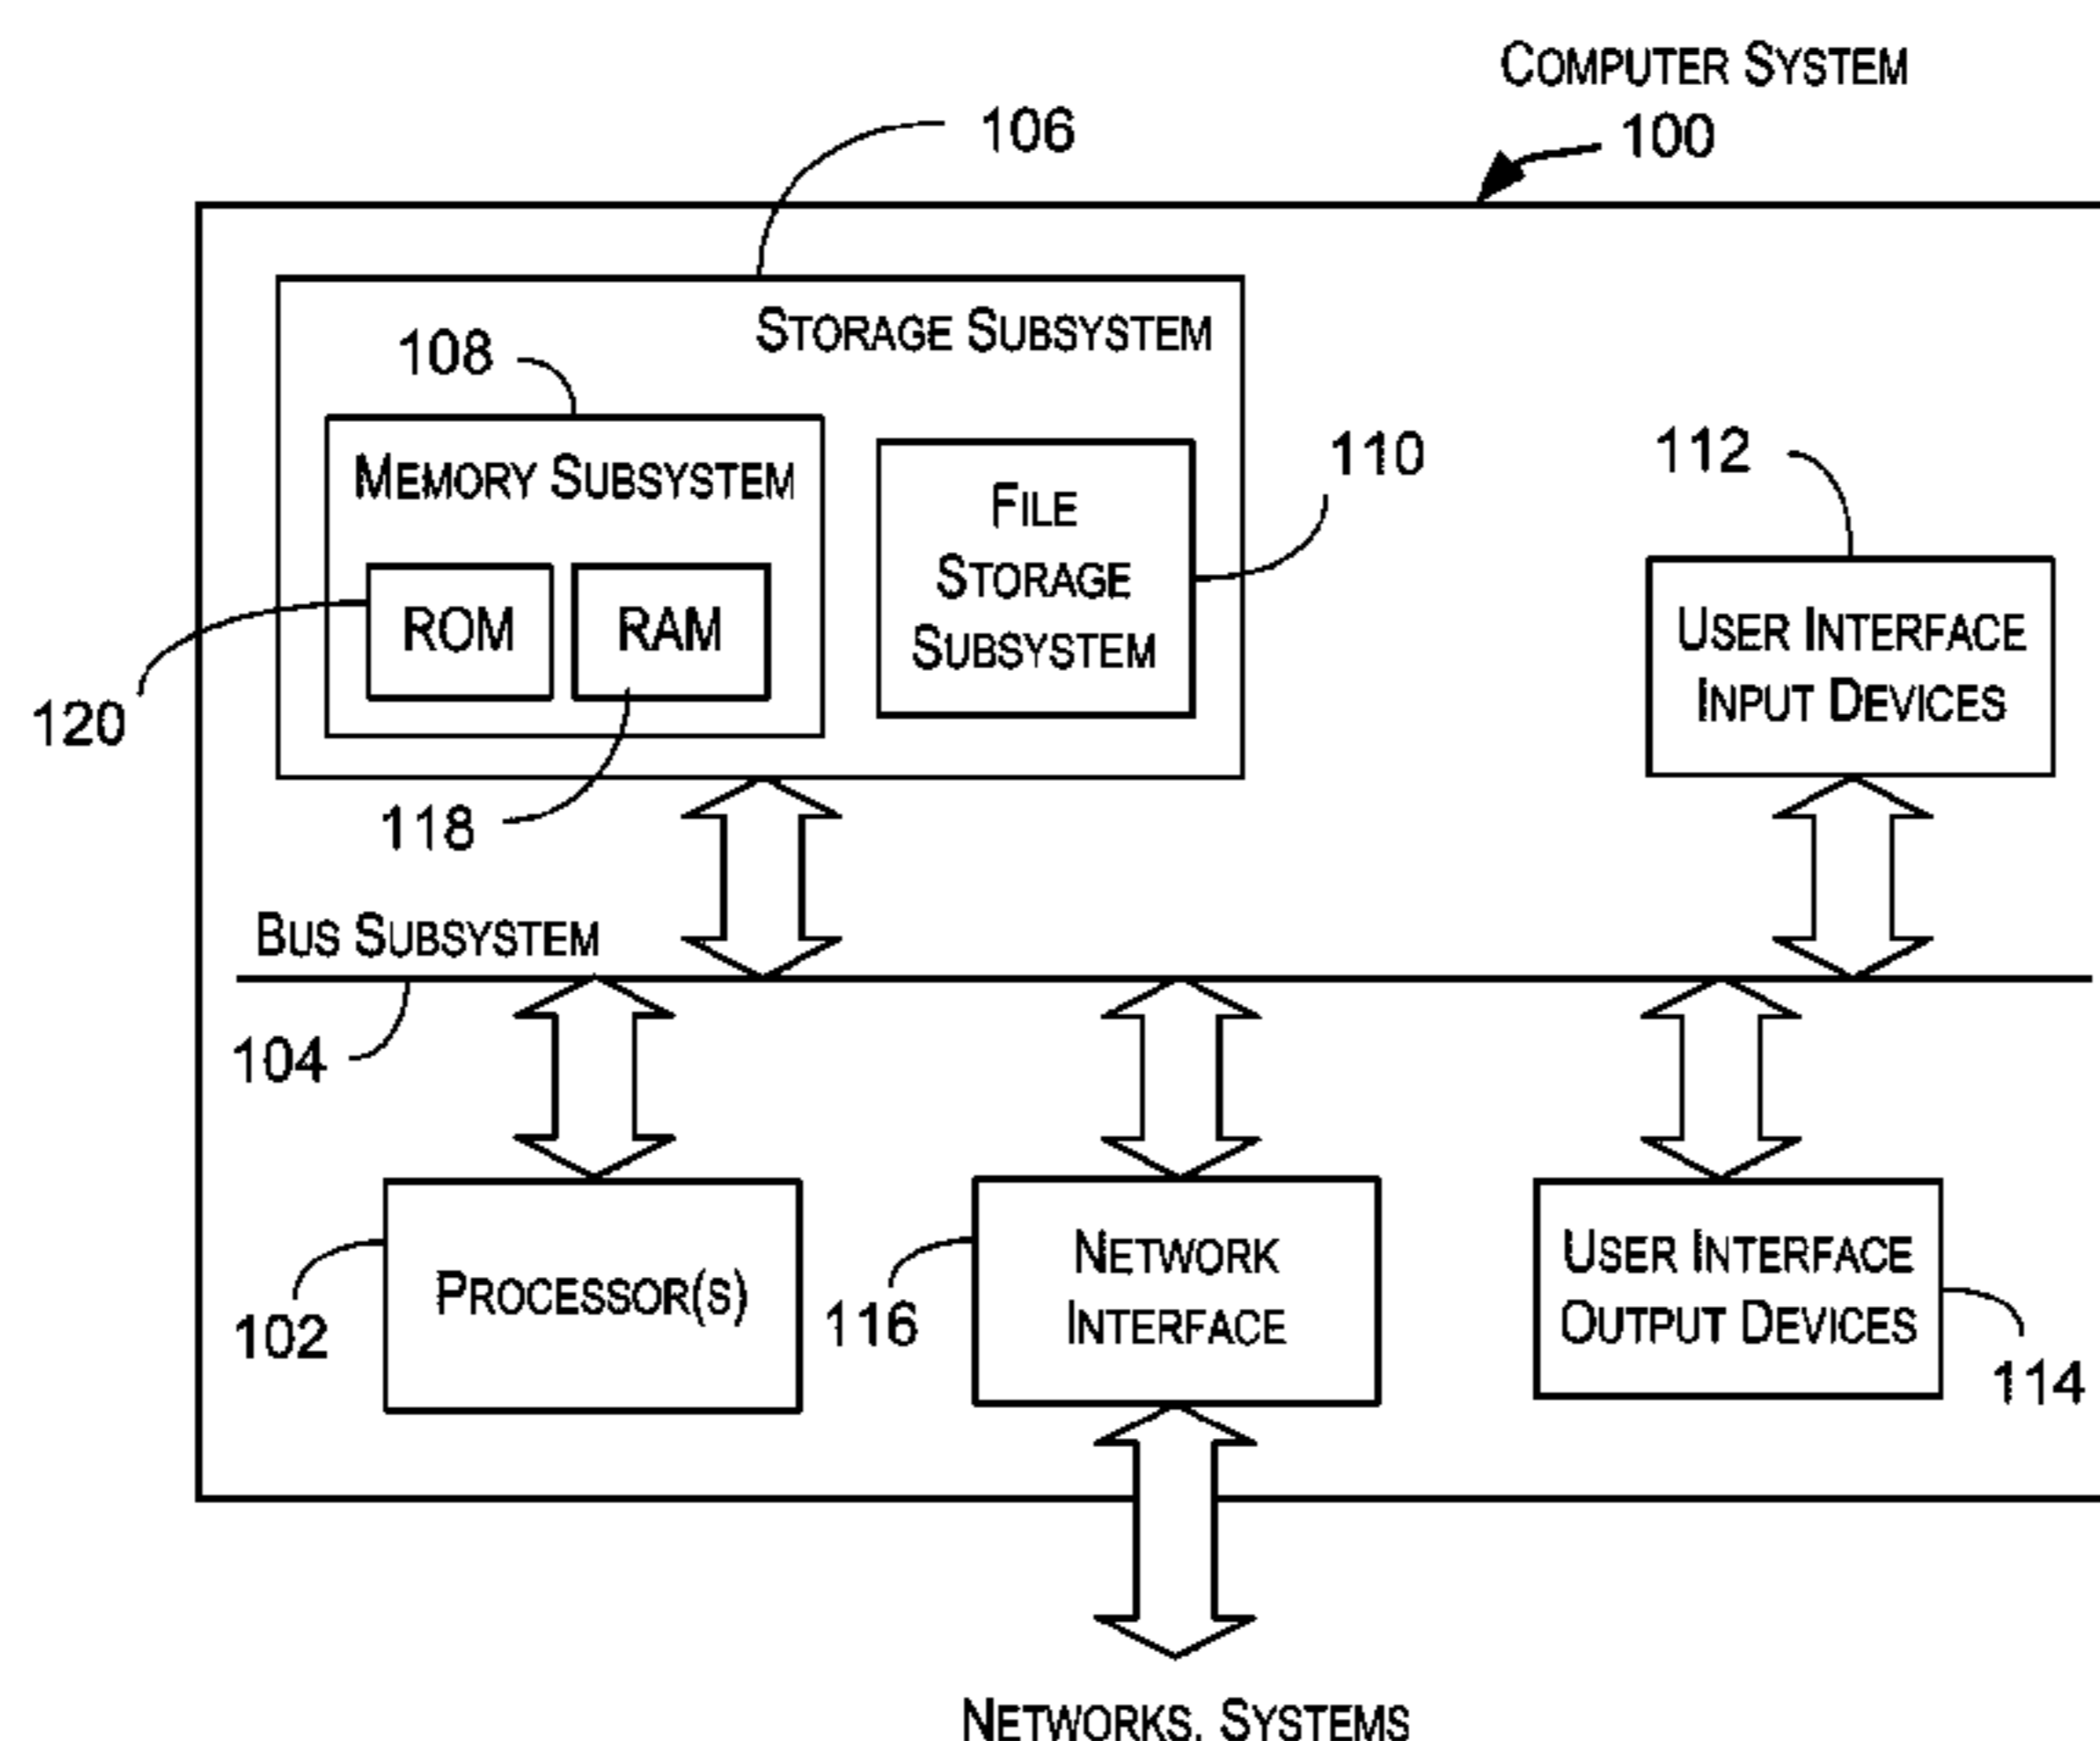 COMPUTER SYSTEM
100
106
STORAGE SUBSYSTEM
108
MEMORY SUBSYSTEM
FILE
STORAGE
SUBSYSTEM
110
112
ROM
RAM
USER INTERFACE
INPUT DEVICES
120
118
BUS SUBSYSTEM
104
PROCESSOR(S)
102
NETWORK
INTERFACE
116
USER INTERFACE
OUTPUT DEVICES
114
NETWORKS, SYSTEMS